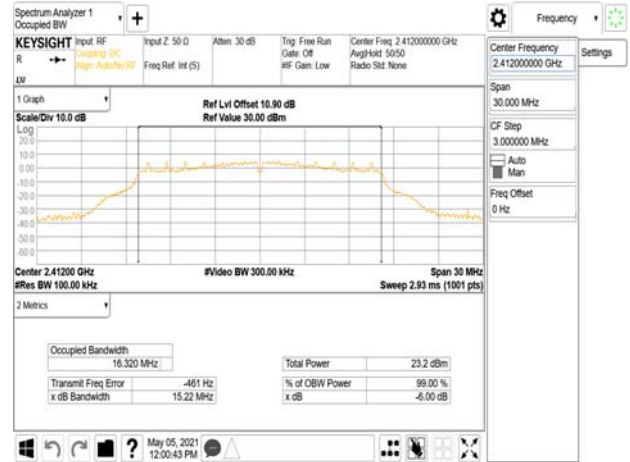 Spectrum Analyzer 1
Occupied BW
Frequency
KEYSIGHT
R
Input: RF
Coupling: DC
Align: Auto/No RF
Input Z: 50 Ω
Freq Ref: Int (S)
Atten: 30 dB
Trig: Free Run
Gate: Off
#IF Gain: Low
Center Freq: 2.412000000 GHz
Avg|Hold: 50/50
Radio Std: None
Center Frequency
2.412000000 GHz
Settings
Span
30.000 MHz
CF Step
3.000000 MHz
Auto
Man
Freq Offset
0 Hz
1 Graph
Scale/Div 10.0 dB
Ref Lvl Offset 10.90 dB
Ref Value 30.00 dBm
Log
20.0
10.0
0.00
-10.0
-20.0
-30.0
-40.0
-50.0
-60.0
Center 2.41200 GHz
#Video BW 300.00 kHz
Span 30 MHz
#Res BW 100.00 kHz
Sweep 2.93 ms (1001 pts)
2 Metrics
Occupied Bandwidth
16.320 MHz
Total Power 23.2 dBm
Transmit Freq Error -461 Hz
% of OBW Power 99.00 %
x dB Bandwidth 15.22 MHz
x dB -6.00 dB
?
May 05, 2021
12:00:43 PM